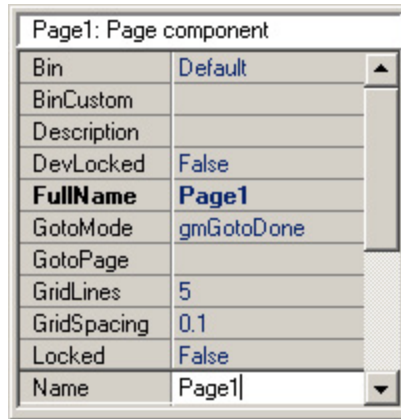 Page1: Page component
Bin Default
BinCustom
Description
DevLocked False
FullName Page1
GotoMode gmGotoDone
GotoPage
GridLines 5
GridSpacing 0.1
Locked False
Name Page1